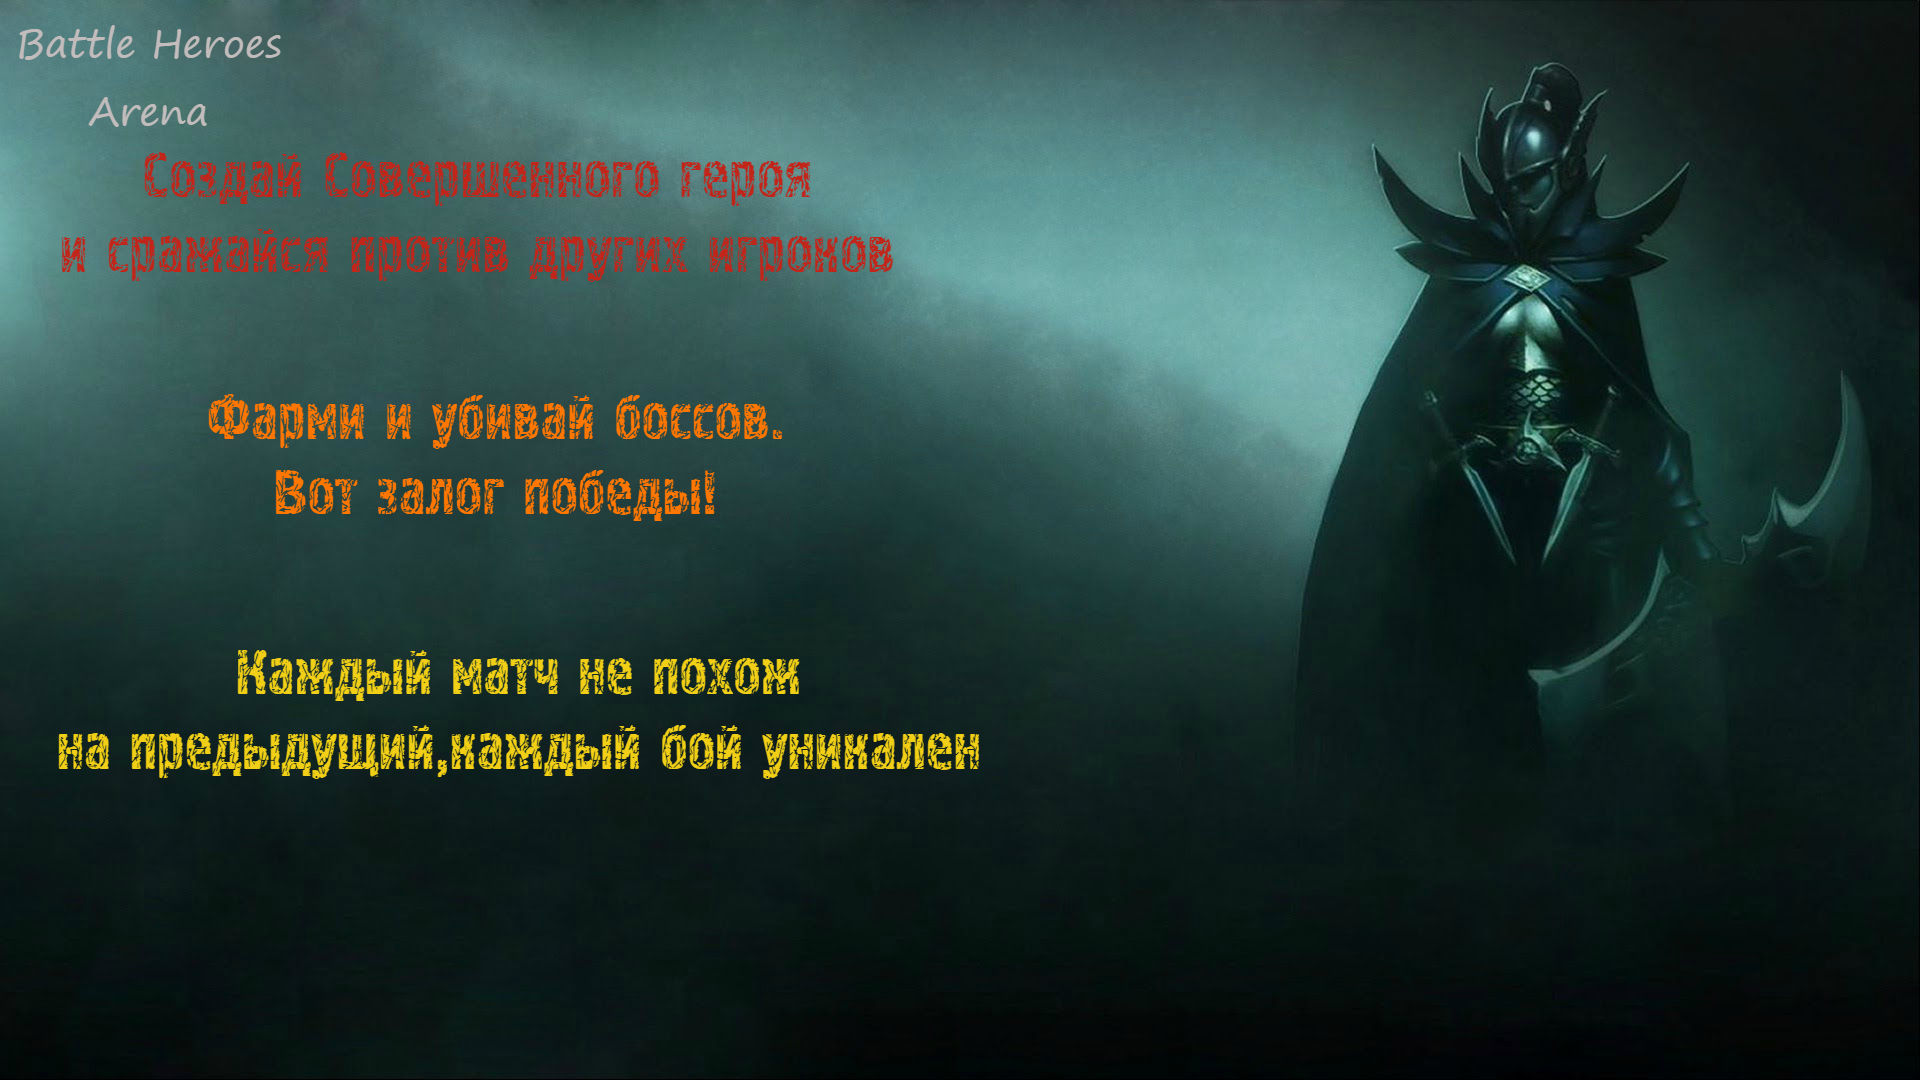 Battle Heroes
Arena
Создай Совершенного героя
и сражайся против других игроков
Фарми и убивай боссов.
Вот залог победы!
Каждый матч не похож
на предыдущий,каждый бой уникален